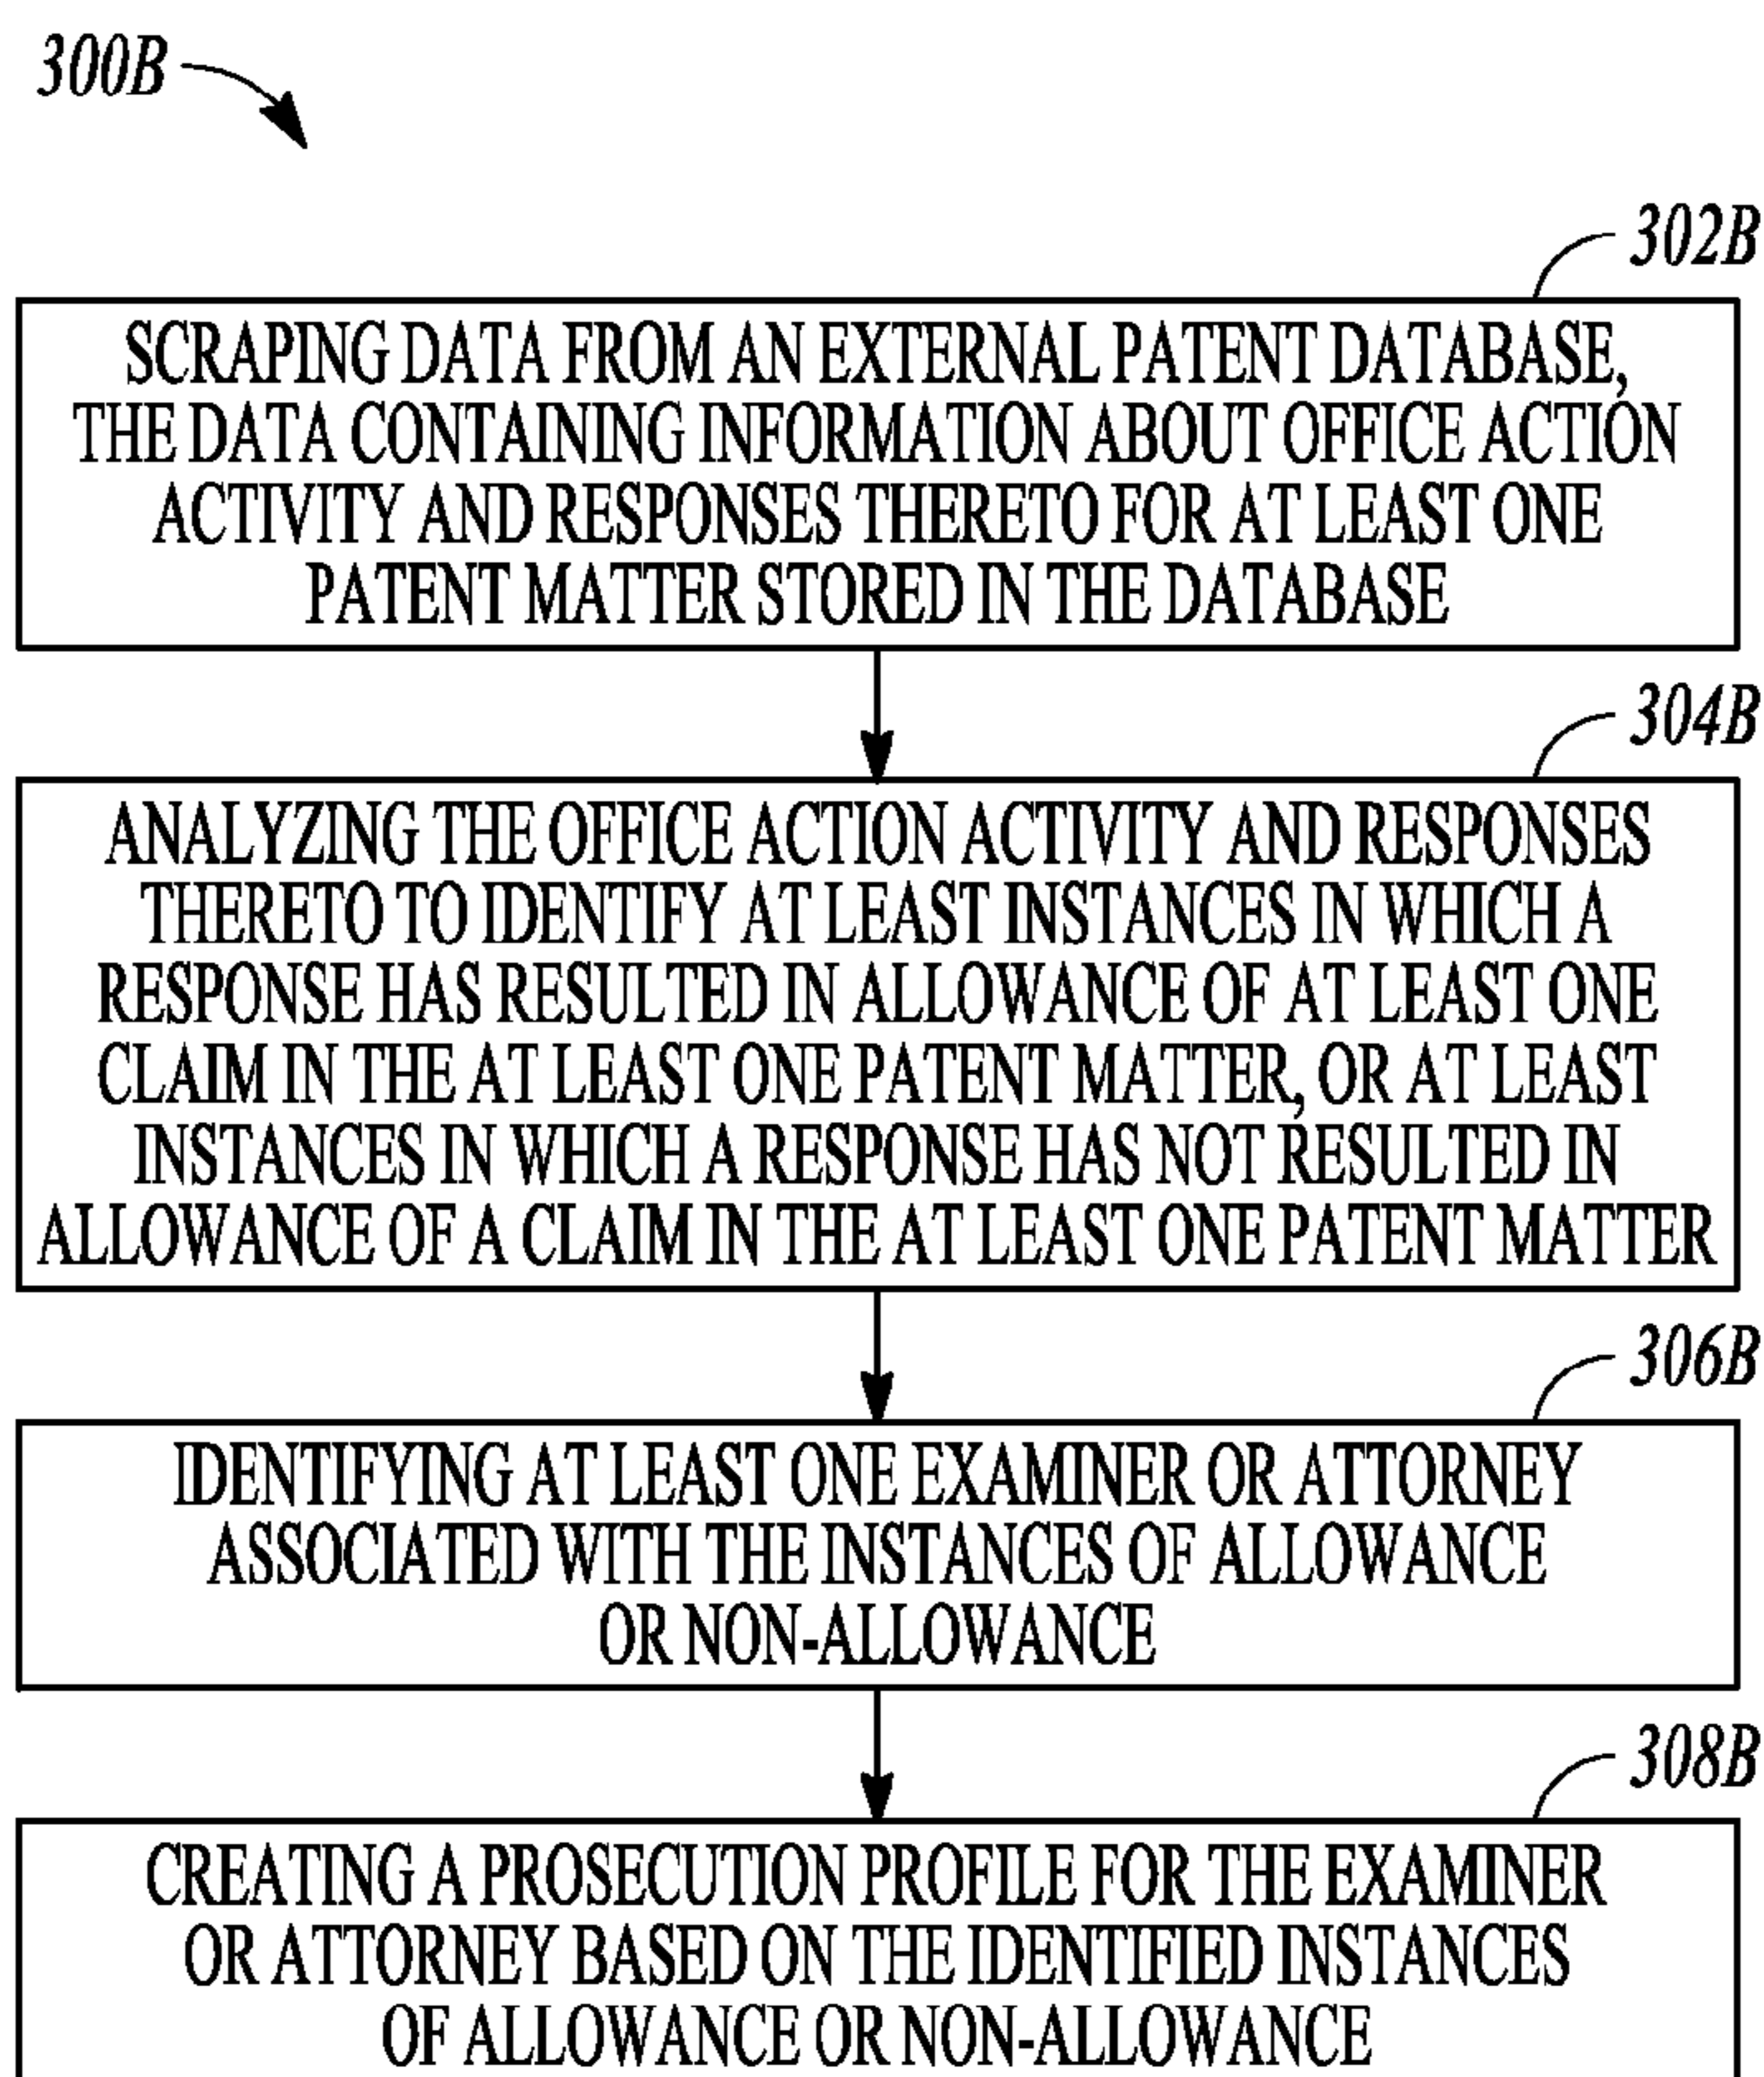 300B
302B
SCRAPING DATA FROM AN EXTERNAL PATENT DATABASE,
THE DATA CONTAINING INFORMATION ABOUT OFFICE ACTION
ACTIVITY AND RESPONSES THERETO FOR AT LEAST ONE
PATENT MATTER STORED IN THE DATABASE
304B
ANALYZING THE OFFICE ACTION ACTIVITY AND RESPONSES
THERETO TO IDENTIFY AT LEAST INSTANCES IN WHICH A
RESPONSE HAS RESULTED IN ALLOWANCE OF AT LEAST ONE
CLAIM IN THE AT LEAST ONE PATENT MATTER, OR AT LEAST
INSTANCES IN WHICH A RESPONSE HAS NOT RESULTED IN
ALLOWANCE OF A CLAIM IN THE AT LEAST ONE PATENT MATTER
306B
IDENTIFYING AT LEAST ONE EXAMINER OR ATTORNEY
ASSOCIATED WITH THE INSTANCES OF ALLOWANCE
OR NON-ALLOWANCE
308B
CREATING A PROSECUTION PROFILE FOR THE EXAMINER
OR ATTORNEY BASED ON THE IDENTIFIED INSTANCES
OF ALLOWANCE OR NON-ALLOWANCE